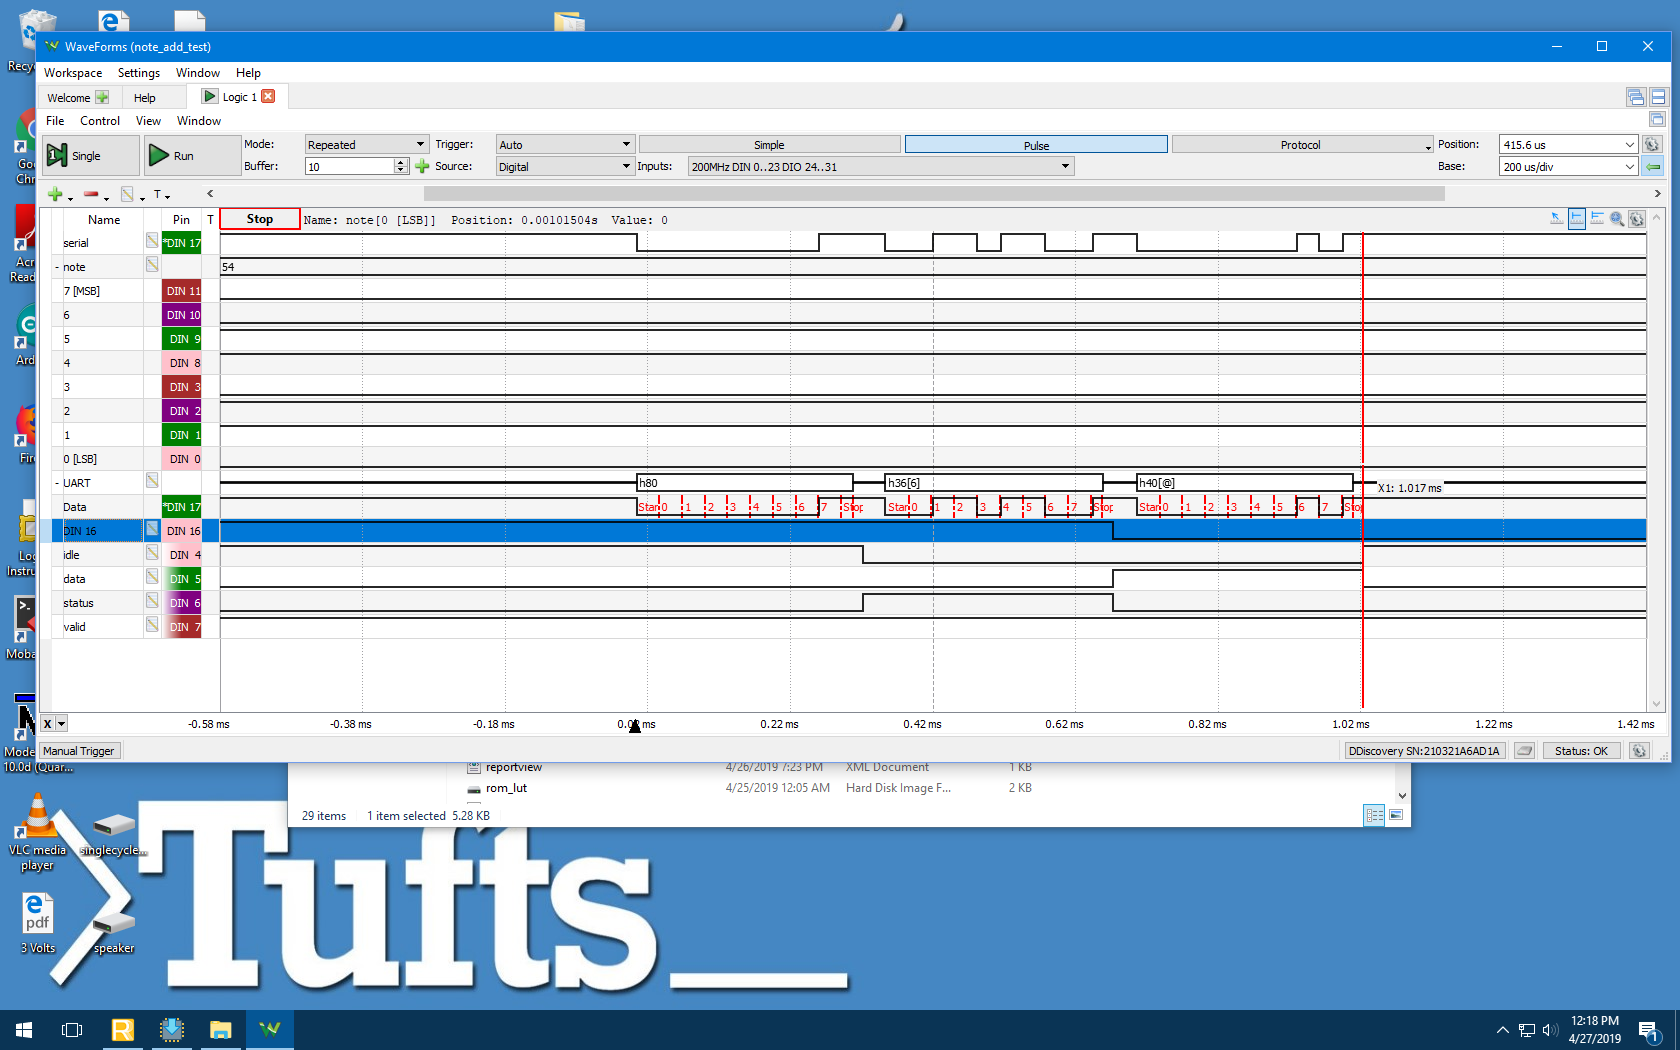 Recyc
WaveForms (note_add_test)
Workspace Settings Window Help
Welcome Help Logic 1
File Control View Window
Single Run Mode: Repeated Trigger: Auto Simple Pulse Protocol Position: 415.6 us
Buffer: 10 Source: Digital Inputs: 200MHz DIN 0..23 DIO 24..31 Base: 200 us/div
T
Name Pin T Stop Name: note[0 [LSB]] Position: 0.00101504s Value: 0
serial *DIN 17
- note 54
7 [MSB] DIN 11
6 DIN 10
5 DIN 9
4 DIN 8
3 DIN 3
2 DIN 2
1 DIN 1
0 [LSB] DIN 0
- UART h80 h36[6] h40[@]
X1: 1.017 ms
Data *DIN 17 Star 0 1 2 3 4 5 6 7 Stop Star 0 1 2 3 4 5 6 7 Stop Star 0 1 2 3 4 5 6 7 Stop
DIN 16 DIN 16
idle DIN 4
data DIN 5
status DIN 6
valid DIN 7
X -0.58 ms -0.38 ms -0.18 ms 0.02 ms 0.22 ms 0.42 ms 0.62 ms 0.82 ms 1.02 ms 1.22 ms 1.42 ms
Manual Trigger DDiscovery SN:210321A6AD1A Status: OK
Goo
Chr
Acr
Read
Ard
Fire
Log
Instru
Moba
Mode
10.0d (Quar...
reportview 4/26/2019 7:23 PM XML Document 1 KB
rom_lut 4/25/2019 12:05 AM Hard Disk Image F... 2 KB
29 items 1 item selected 5.28 KB
VLC media
player
singlecycle...
pdf
3 Volts
speaker
Tufts
12:18 PM
4/27/2019
1